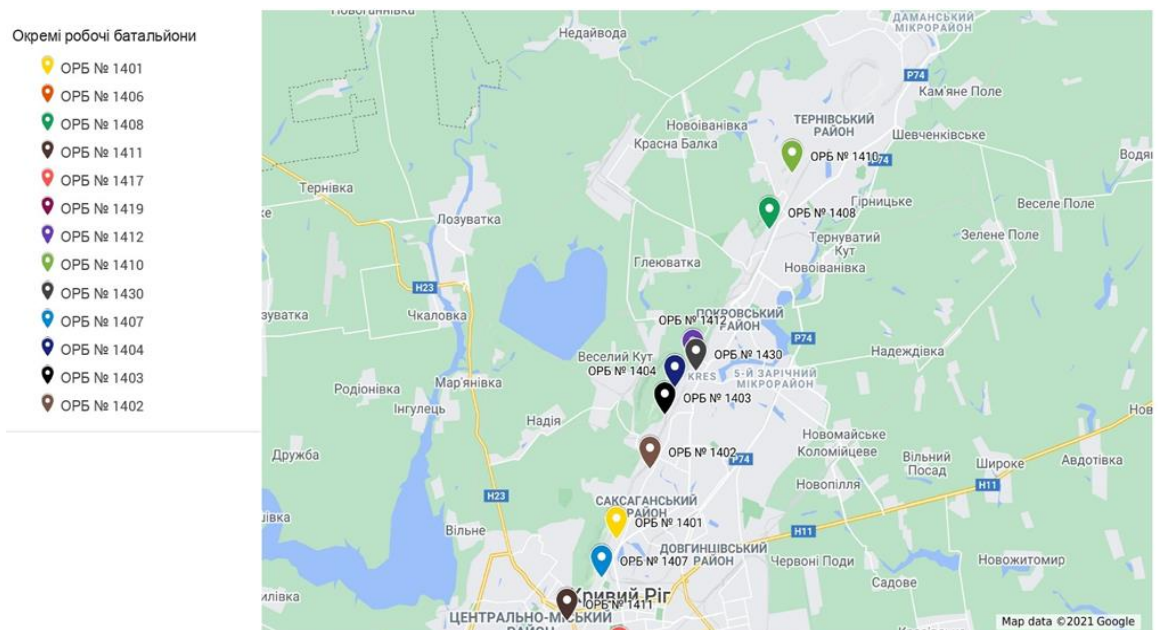 Окремі робочі батальйони
ОРБ № 1401
ОРБ № 1406
ОРБ № 1408
ОРБ № 1411
ОРБ № 1417
ОРБ № 1419
ОРБ № 1412
ОРБ № 1410
ОРБ № 1430
ОРБ № 1407
ОРБ № 1404
ОРБ № 1403
ОРБ № 1402
Новоганнівка
ДАМАНСЬКИЙ
МІКРОРАЙОН
Недайвода
P74
Кам'яне Поле
ТЕРНІВСЬКИЙ
РАЙОН
Новоіванівка
Шевченківське
Красна Балка
ОРБ № 1410
P74
Тернівка
Гірницьке
Веселе Поле
ОРБ № 1408
Лозуватка
Тернуватий
Кут
Зелене Поле
Глеюватка
Новоіванівка
H23
Чкаловка
ПОКРОВСЬКИЙ
РАЙОН
ОРБ № 1412
P74
Надеждівка
Веселий Кут
ОРБ № 1430
ОРБ № 1404
KRES
5-Й ЗАРІЧНИЙ
МІКРОРАЙОН
Родіонівка
Мар'янівка
ОРБ № 1403
Інгулець
Надія
Новомайське
Коломійцеве
Дружба
ОРБ № 1402
P74
Вільний
Посад
Широке
Авдотівка
Новопілля
H11
H23
САКСАГАНСЬКИЙ
РАЙОН
ОРБ № 1401
Вільне
H11
ДОВГИНЦІВСЬКИЙ
РАЙОН
ОРБ № 1407
Червоні Поди
Новожитомир
Садове
Кривий Ріг
ОРБ № 1411
ЦЕНТРАЛЬНО-МІСЬКИЙ
РАЙОН
Map data ©2021 Google